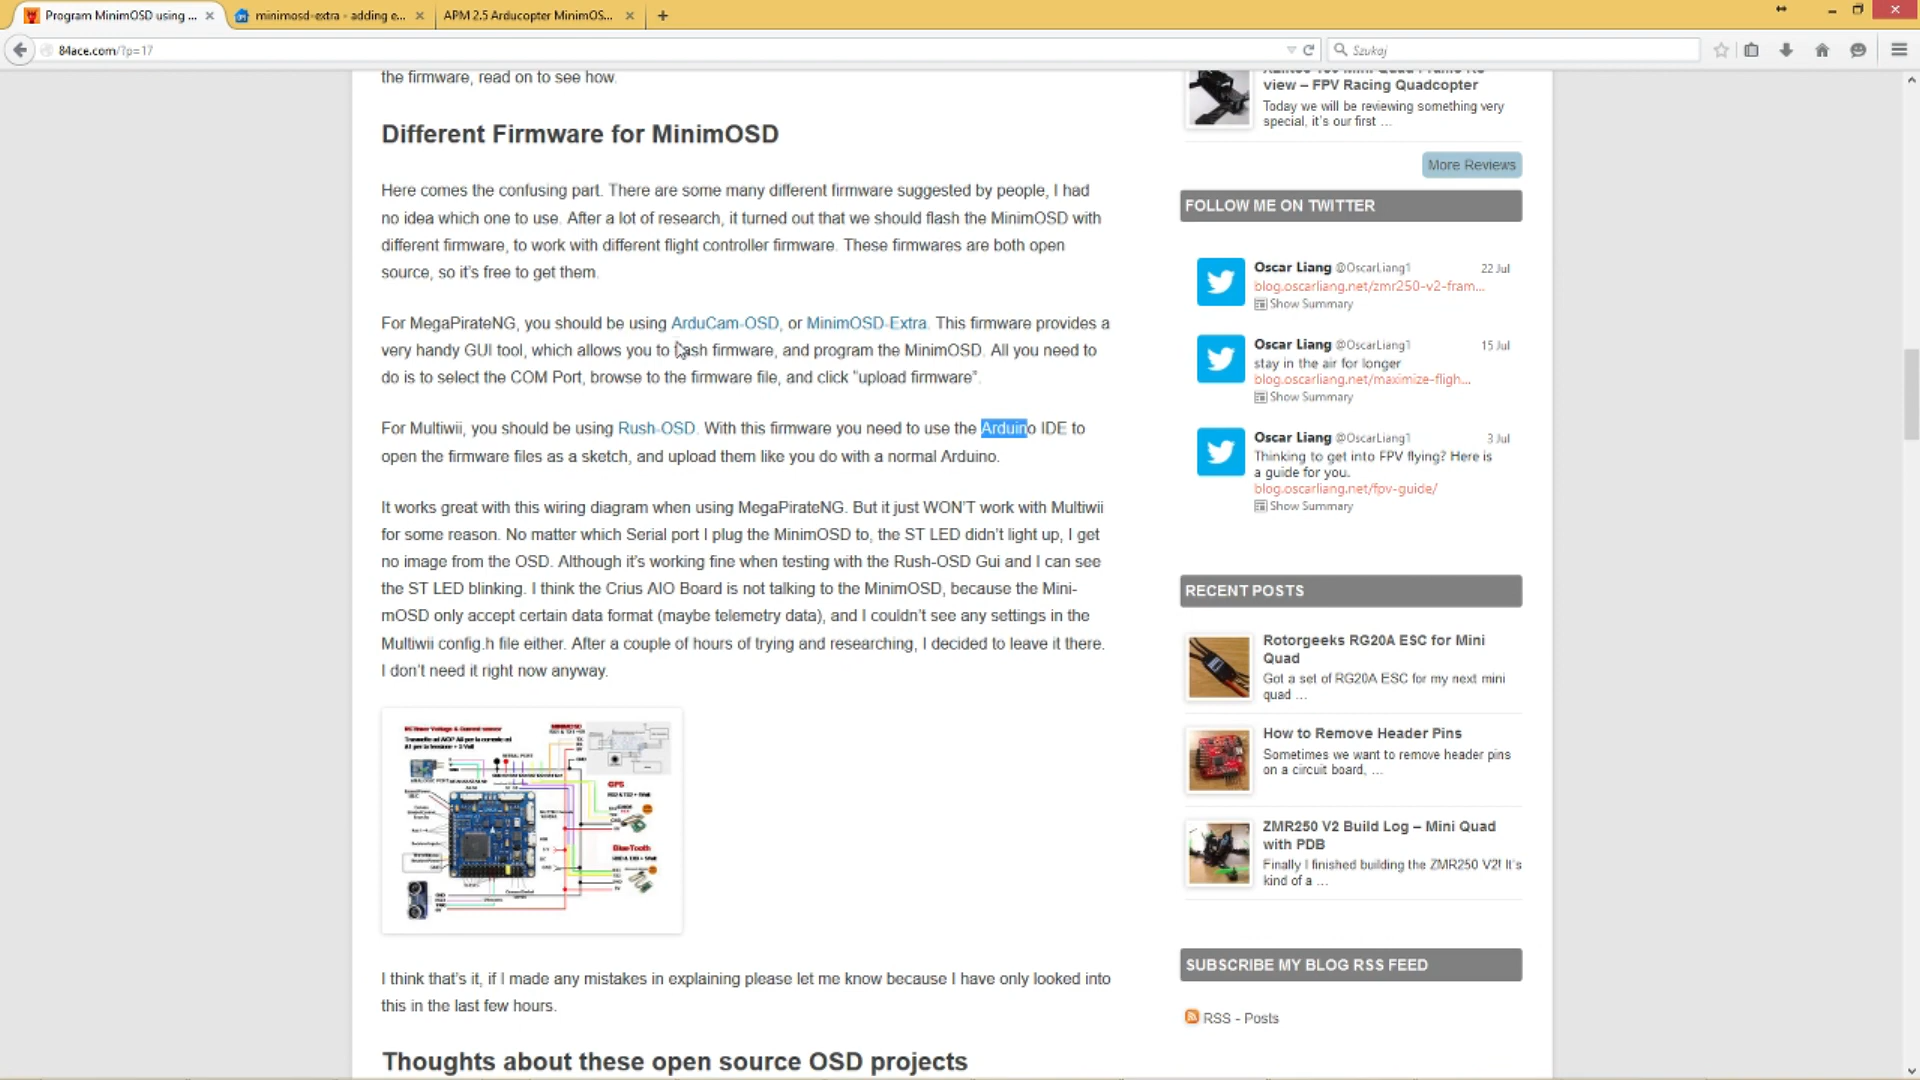 Program MinimOSD using ...
minimosd-extra - adding e...
APM 2.5 Arducopter MinimOS...
84ace.com/?p=17
Szukaj
the firmware, read on to see how.
Different Firmware for MinimOSD
Here comes the confusing part. There are some many different firmware suggested by people, I had
no idea which one to use. After a lot of research, it turned out that we should flash the MinimOSD with
different firmware, to work with different flight controller firmware. These firmwares are both open
source, so it's free to get them.
For MegaPirateNG, you should be using ArduCam-OSD, or MinimOSD-Extra. This firmware provides a
very handy GUI tool, which allows you to flash firmware, and program the MinimOSD. All you need to
do is to select the COM Port, browse to the firmware file, and click "upload firmware".
For Multiwii, you should be using Rush-OSD. With this firmware you need to use the Arduino IDE to
open the firmware files as a sketch, and upload them like you do with a normal Arduino.
It works great with this wiring diagram when using MegaPirateNG. But it just WON'T work with Multiwii
for some reason. No matter which Serial port I plug the MinimOSD to, the ST LED didn't light up, I get
no image from the OSD. Although it's working fine when testing with the Rush-OSD Gui and I can see
the ST LED blinking. I think the Crius AIO Board is not talking to the MinimOSD, because the Mini-
mOSD only accept certain data format (maybe telemetry data), and I couldn't see any settings in the
Multiwii config.h file either. After a couple of hours of trying and researching, I decided to leave it there.
I don't need it right now anyway.
MINIMOSD
GPS
BlueTooth
I think that's it, if I made any mistakes in explaining please let me know because I have only looked into
this in the last few hours.
Thoughts about these open source OSD projects
view – FPV Racing Quadcopter
Today we will be reviewing something very
special, it's our first ...
More Reviews
FOLLOW ME ON TWITTER
Oscar Liang @OscarLiang1 22 Jul
blog.oscarliang.net/zmr250-v2-fram...
Show Summary
Oscar Liang @OscarLiang1 15 Jul
stay in the air for longer
blog.oscarliang.net/maximize-fligh...
Show Summary
Oscar Liang @OscarLiang1 3 Jul
Thinking to get into FPV flying? Here is
a guide for you.
blog.oscarliang.net/fpv-guide/
Show Summary
RECENT POSTS
Rotorgeeks RG20A ESC for Mini
Quad
Got a set of RG20A ESC for my next mini
quad ...
How to Remove Header Pins
Sometimes we want to remove header pins
on a circuit board, ...
ZMR250 V2 Build Log – Mini Quad
with PDB
Finally I finished building the ZMR250 V2! It's
kind of a ...
SUBSCRIBE MY BLOG RSS FEED
RSS - Posts